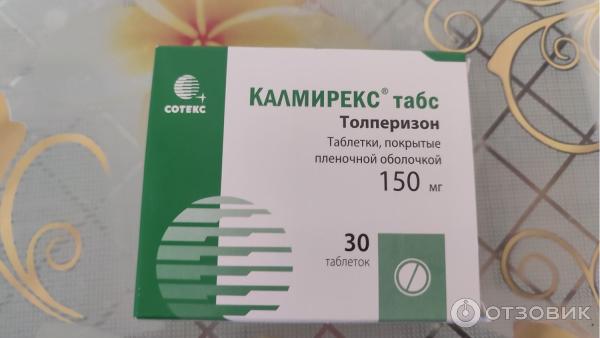 СОТЕКС
КАЛМИРЕКС® табс
Толперизон
Таблетки, покрытые
пленочной оболочкой
150 мг
30
таблеток
ОТЗОВИК